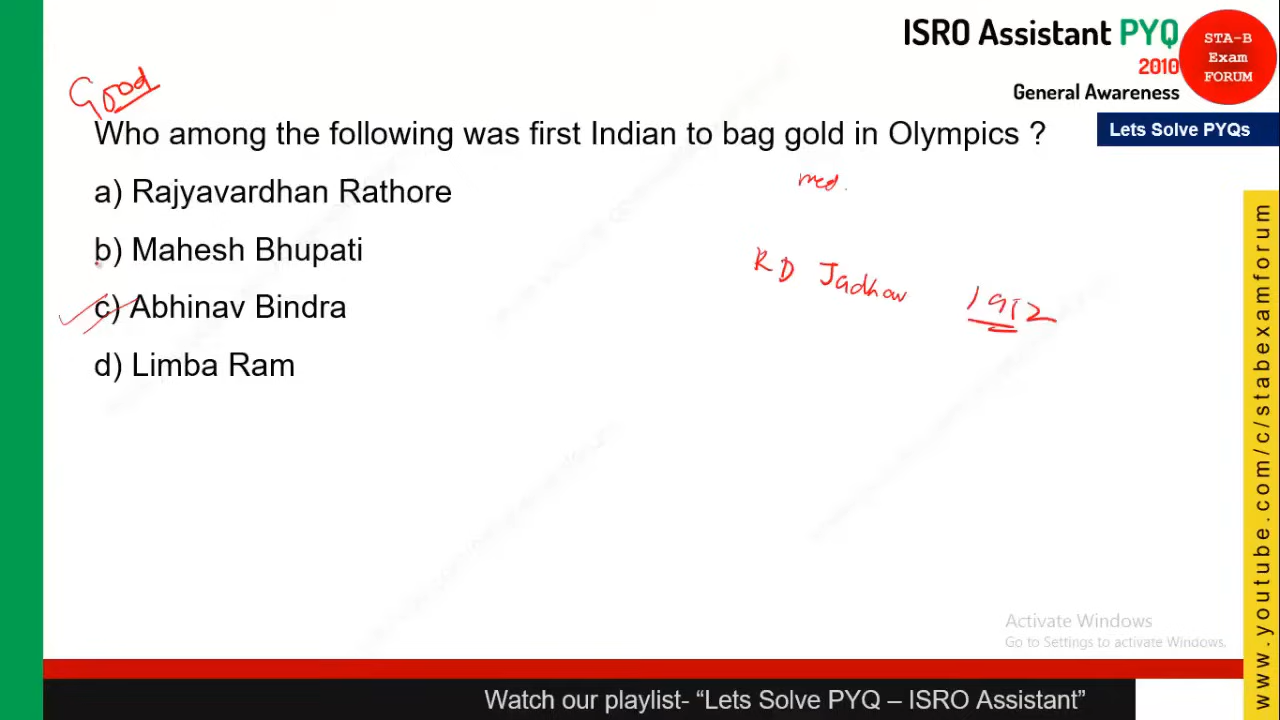 ISRO Assistant PYQ
2010
General Awareness
STA-B
Exam
FORUM
Lets Solve PYQs
Good
Who among the following was first Indian to bag gold in Olympics ?
med.
a) Rajyavardhan Rathore
b) Mahesh Bhupati
RD Jadhav 1952
c) Abhinav Bindra
d) Limba Ram
www.youtube.com/c/stabexamforum
Activate Windows
Go to Settings to activate Windows.
Watch our playlist- “Lets Solve PYQ – ISRO Assistant”